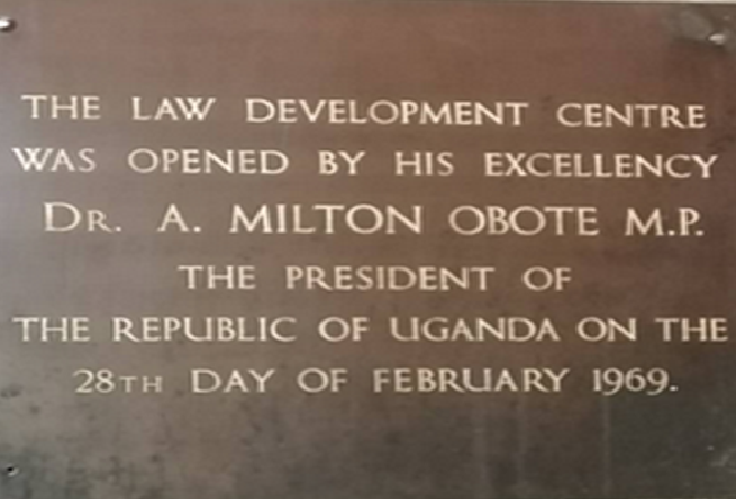 THE LAW DEVELOPMENT CENTRE
WAS OPENED BY HIS EXCELLENCY
DR. A. MILTON OBOTE M.P.
THE PRESIDENT OF
THE REPUBLIC OF UGANDA ON THE
28TH DAY OF FEBRUARY 1969.